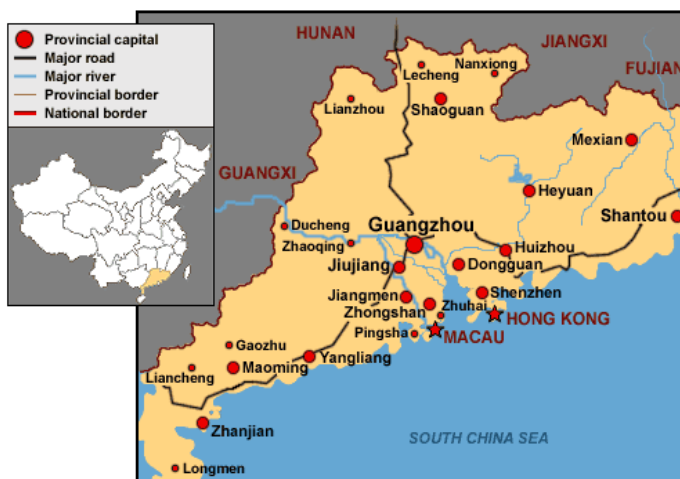 Provincial capital
Major road
Major river
Provincial border
National border
HUNAN
JIANGXI
FUJIAN
GUANGXI
Nanxiong
Lecheng
Lianzhou
Shaoguan
Mexian
Heyuan
Shantou
Ducheng
Guangzhou
Zhaoqing
Huizhou
Jiujiang
Dongguan
Jiangmen
Shenzhen
Zhongshan
Zhuhai
HONG KONG
Pingsha
MACAU
Gaozhu
Yangliang
Liancheng
Maoming
Zhanjian
SOUTH CHINA SEA
Longmen